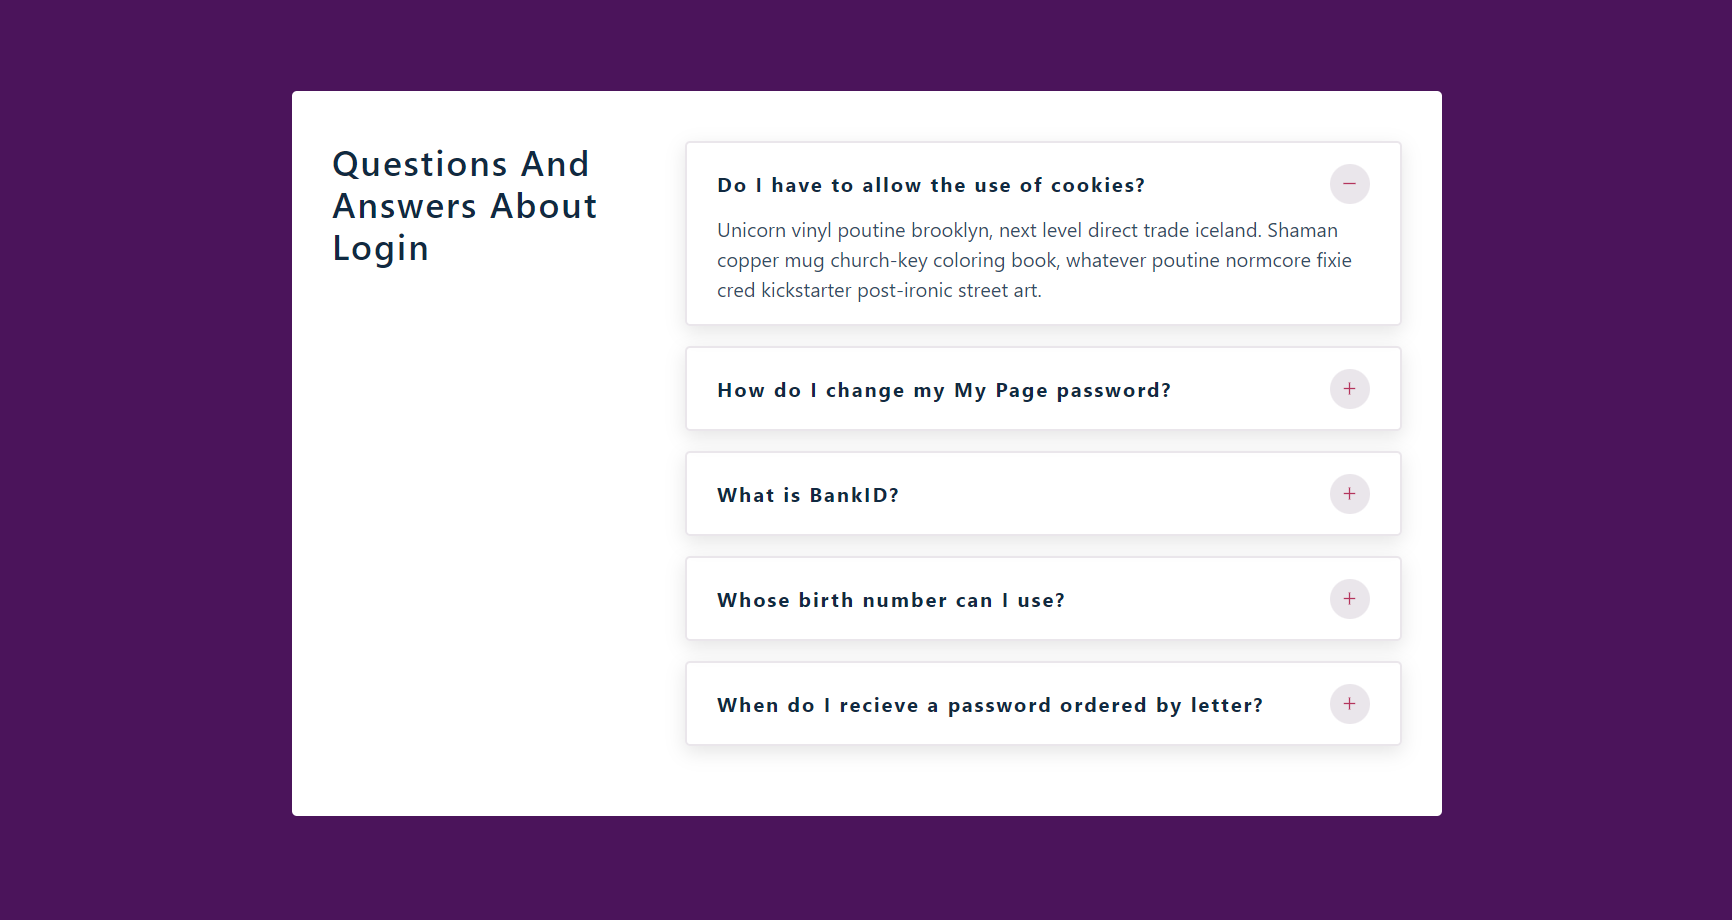 Questions And
Answers About
Login
Do I have to allow the use of cookies?
Unicorn vinyl poutine brooklyn, next level direct trade iceland. Shaman
copper mug church-key coloring book, whatever poutine normcore fixie
cred kickstarter post-ironic street art.
How do I change my My Page password?
What is BankID?
Whose birth number can I use?
When do I recieve a password ordered by letter?